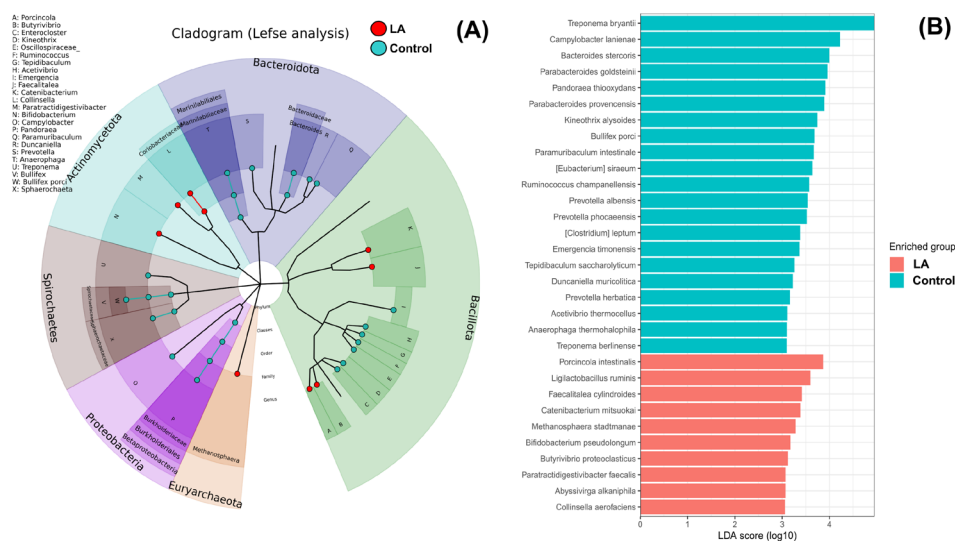 A: Porcincola
B: Butyrivibrio
C: Enterocloster
D: Kineothrix
E: Oscillospiraceae_
F: Ruminococcus
G: Tepidibaculum
H: Acetivibrio
I: Emergencia
J: Faecalitalea
K: Catenibacterium
L: Collinsella
M: Paratractidigestivibacter
N: Bifidobacterium
O: Campylobacter
P: Pandoraea
Q: Paramuribaculum
R: Duncaniella
S: Prevotella
T: Anaerophaga
U: Treponema
V: Bullifex
W: Bullifex porci
X: Sphaerochaeta
Cladogram (Lefse analysis)
LA
Control
(A)
Bacteroidota
Actinomycetota
Spirochaetes
Proteobacteria
Euryarchaeota
Bacillota
Marinilabiliales
Marinilabiliaceae
Coriobacteriaceae
Bacteroidaceae
Bacteroides
T
S
R
Q
L
M
N
U
V
W
X
O
P
Burkholderiaceae
Burkholderiales
Betaproteobacteria
Methanosphaera
K
J
I
H
D
F
E
D
C
A
B
Phylum
Classes
Order
Family
Genus
(B)
Treponema bryantii
Campylobacter lanienae
Bacteroides stercoris
Parabacteroides goldsteinii
Pandoraea thiooxydans
Parabacteroides provencensis
Kineothrix alysoides
Bullifex porci
Paramuribaculum intestinale
[Eubacterium] siraeum
Ruminococcus champanellensis
Prevotella albensis
Prevotella phocaeensis
[Clostridium] leptum
Emergencia timonensis
Tepidibaculum saccharolyticum
Duncaniella muricolitica
Prevotella herbatica
Acetivibrio thermocellus
Anaerophaga thermohalophila
Treponema berlinense
Porcincola intestinalis
Ligilactobacillus ruminis
Faecalitalea cylindroides
Catenibacterium mitsuokai
Methanosphaera stadtmanae
Bifidobacterium pseudolongum
Butyrivibrio proteoclasticus
Paratractidigestivibacter faecalis
Abyssivirga alkaniphila
Collinsella aerofaciens
0 1 2 3 4
LDA score (log10)
Enriched group
LA
Control